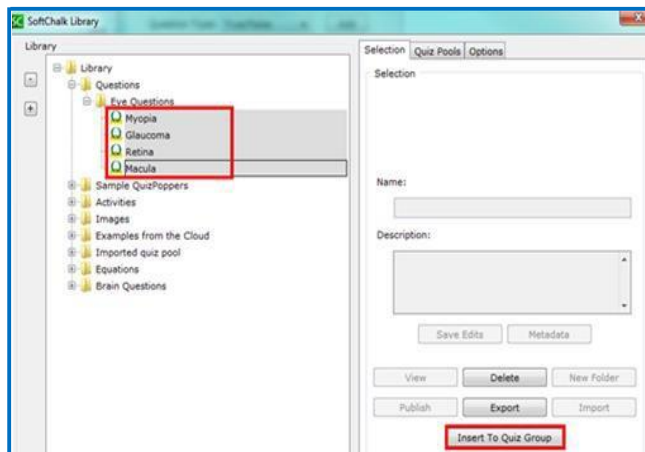 SoftChalk Library
Library
Library
Questions
Eye Questions
Myopia
Glaucoma
Retina
Macula
Sample QuizPoppers
Activities
Images
Examples from the Cloud
Imported quiz pool
Equations
Brain Questions
Selection Quiz Pools Options
Selection
Name:
Description:
Save Edits Metadata
View Delete New Folder
Publish Export Import
Insert To Quiz Group